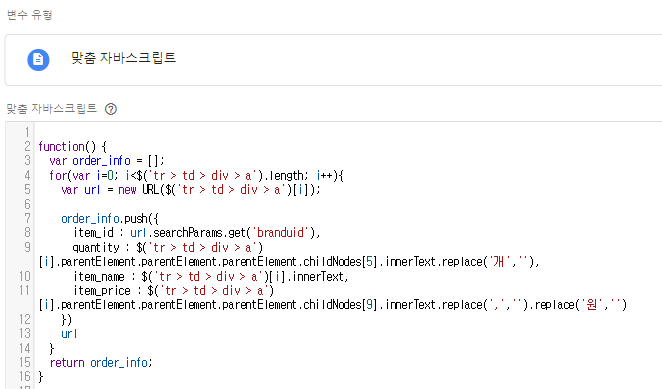 변수 유형
맞춤 자바스크립트
맞춤 자바스크립트 ?
1
2 function() {
3 var order_info = [];
4 for(var i=0; i<$('tr > td > div > a').length; i++){
5 var url = new URL($('tr > td > div > a')[i]);
6
7 order_info.push({
8 item_id : url.searchParams.get('branduid'),
9 quantity : $('tr > td > div > a')
[i].parentElement.parentElement.parentElement.childNodes[5].innerText.replace('개',''),
10 item_name : $('tr > td > div > a')[i].innerText,
11 item_price : $('tr > td > div > a')
[i].parentElement.parentElement.parentElement.childNodes[9].innerText.replace(',','').replace('원','')
12 })
13 url
14 }
15 return order_info;
16 }